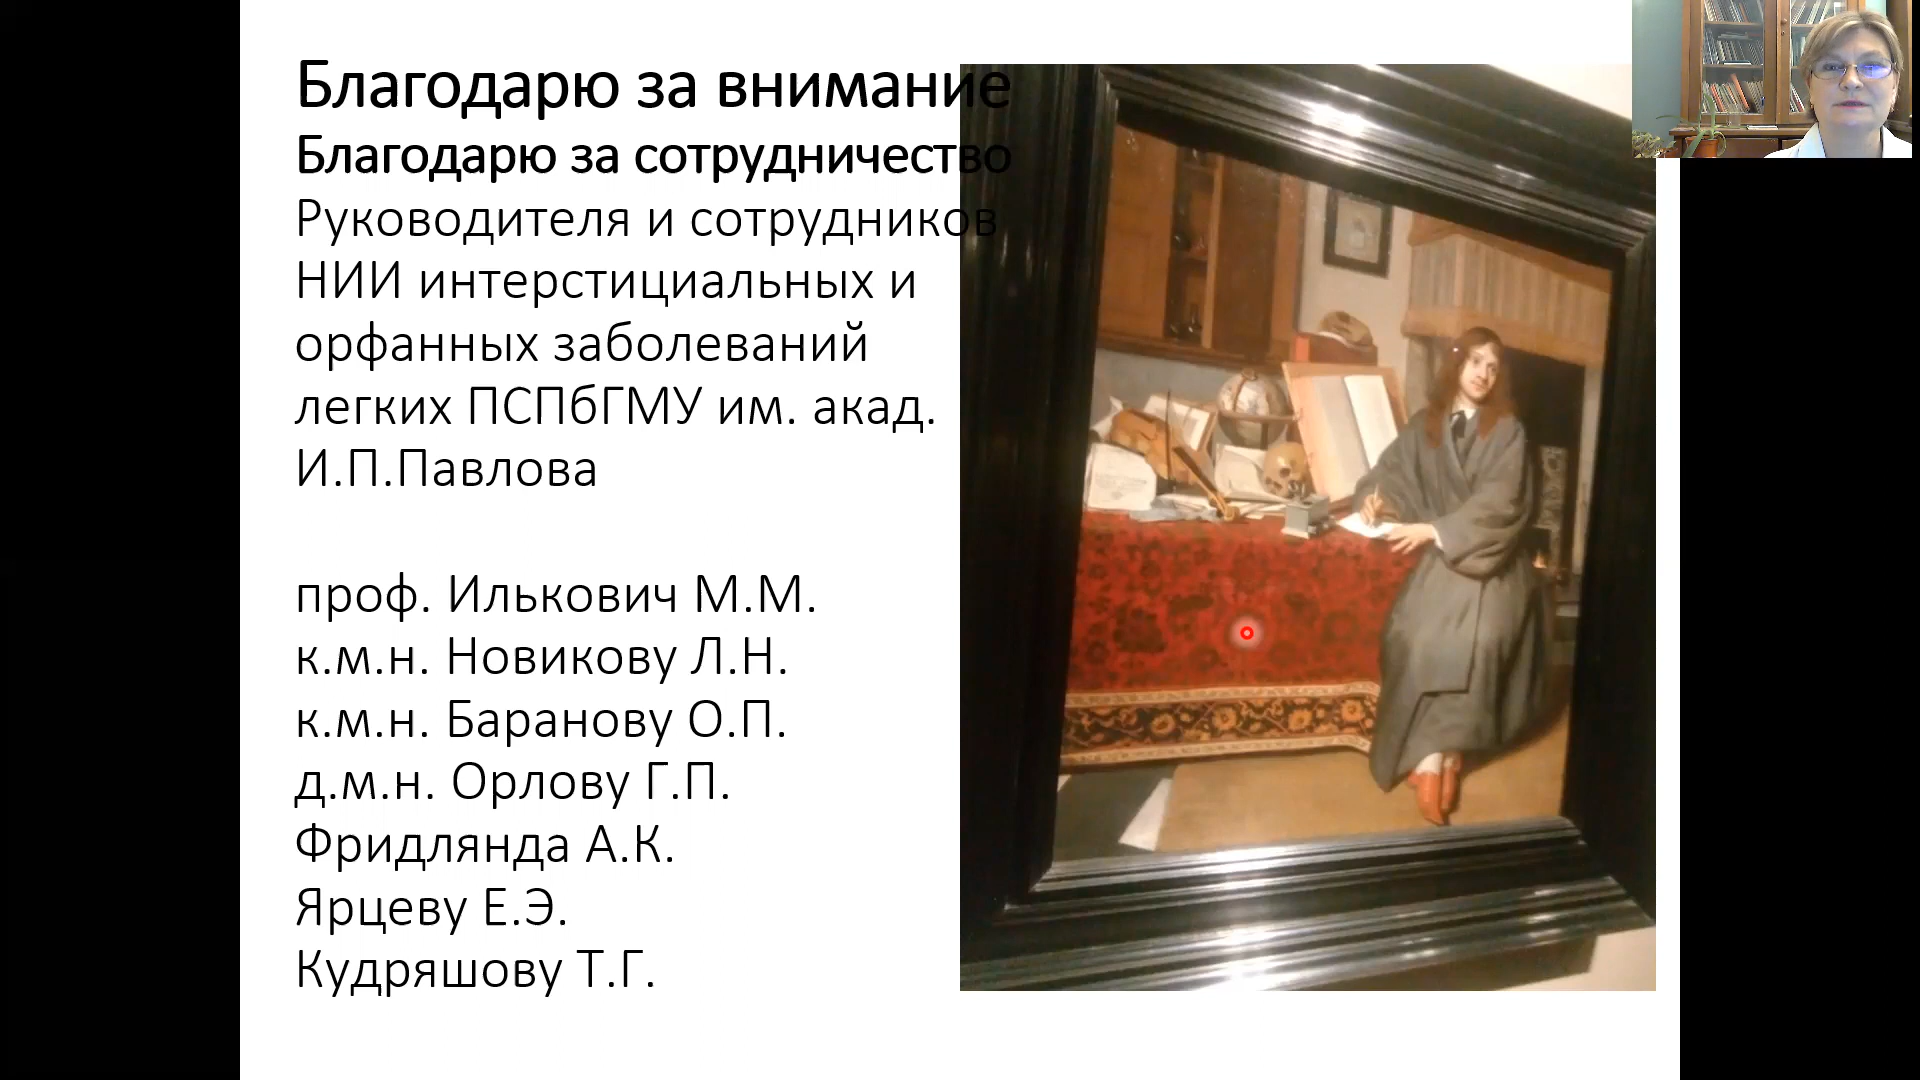 Благодарю за внимание
Благодарю за сотрудничество
Руководителя и сотрудников
НИИ интерстициальных и
орфанных заболеваний
легких ПСПбГМУ им. акад.
И.П.Павлова
проф. Илькович М.М.
к.м.н. Новикову Л.Н.
к.м.н. Баранову О.П.
д.м.н. Орлову Г.П.
Фридлянда А.К.
Ярцеву Е.Э.
Кудряшову Т.Г.